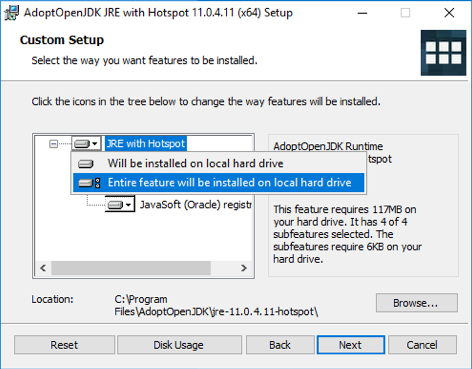 AdoptOpenJDK JRE with Hotspot 11.0.4.11 (x64) Setup
Custom Setup
Select the way you want features to be installed.
Click the icons in the tree below to change the way features will be installed.
JRE with Hotspot
Will be installed on local hard drive
Entire feature will be installed on local hard drive
JavaSoft (Oracle) registr
AdoptOpenJDK Runtime
tspot
This feature requires 117MB on
your hard drive. It has 4 of 4
subfeatures selected. The
subfeatures require 6KB on your
hard drive.
Location:
C:\Program
Files\AdoptOpenJDK\jre-11.0.4.11-hotspot\
Browse...
Reset
Disk Usage
Back
Next
Cancel